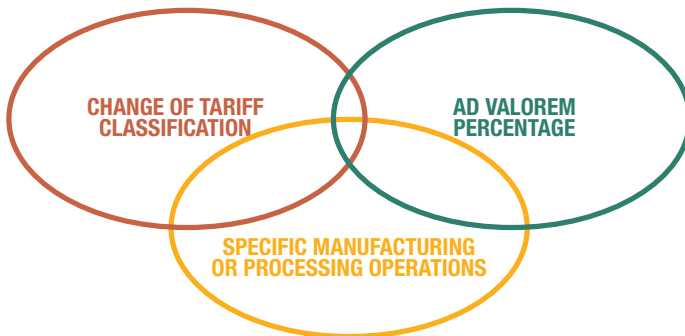 CHANGE OF TARIFF
CLASSIFICATION
AD VALOREM
PERCENTAGE
SPECIFIC MANUFACTURING
OR PROCESSING OPERATIONS